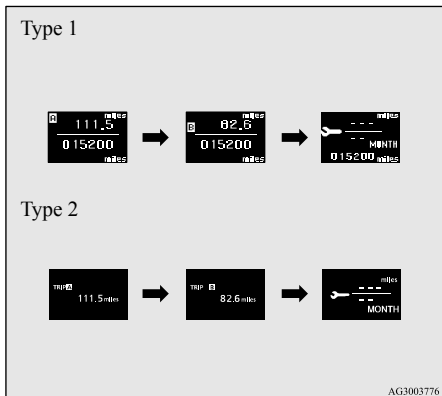 Type 1
A miles
111.5
015200
miles
B miles
82.6
015200
miles
miles
---
--
MONTH
015200 miles
Type 2
TRIP A
111.5 miles
TRIP B
82.6 miles
miles
---
--
MONTH
AG3003776